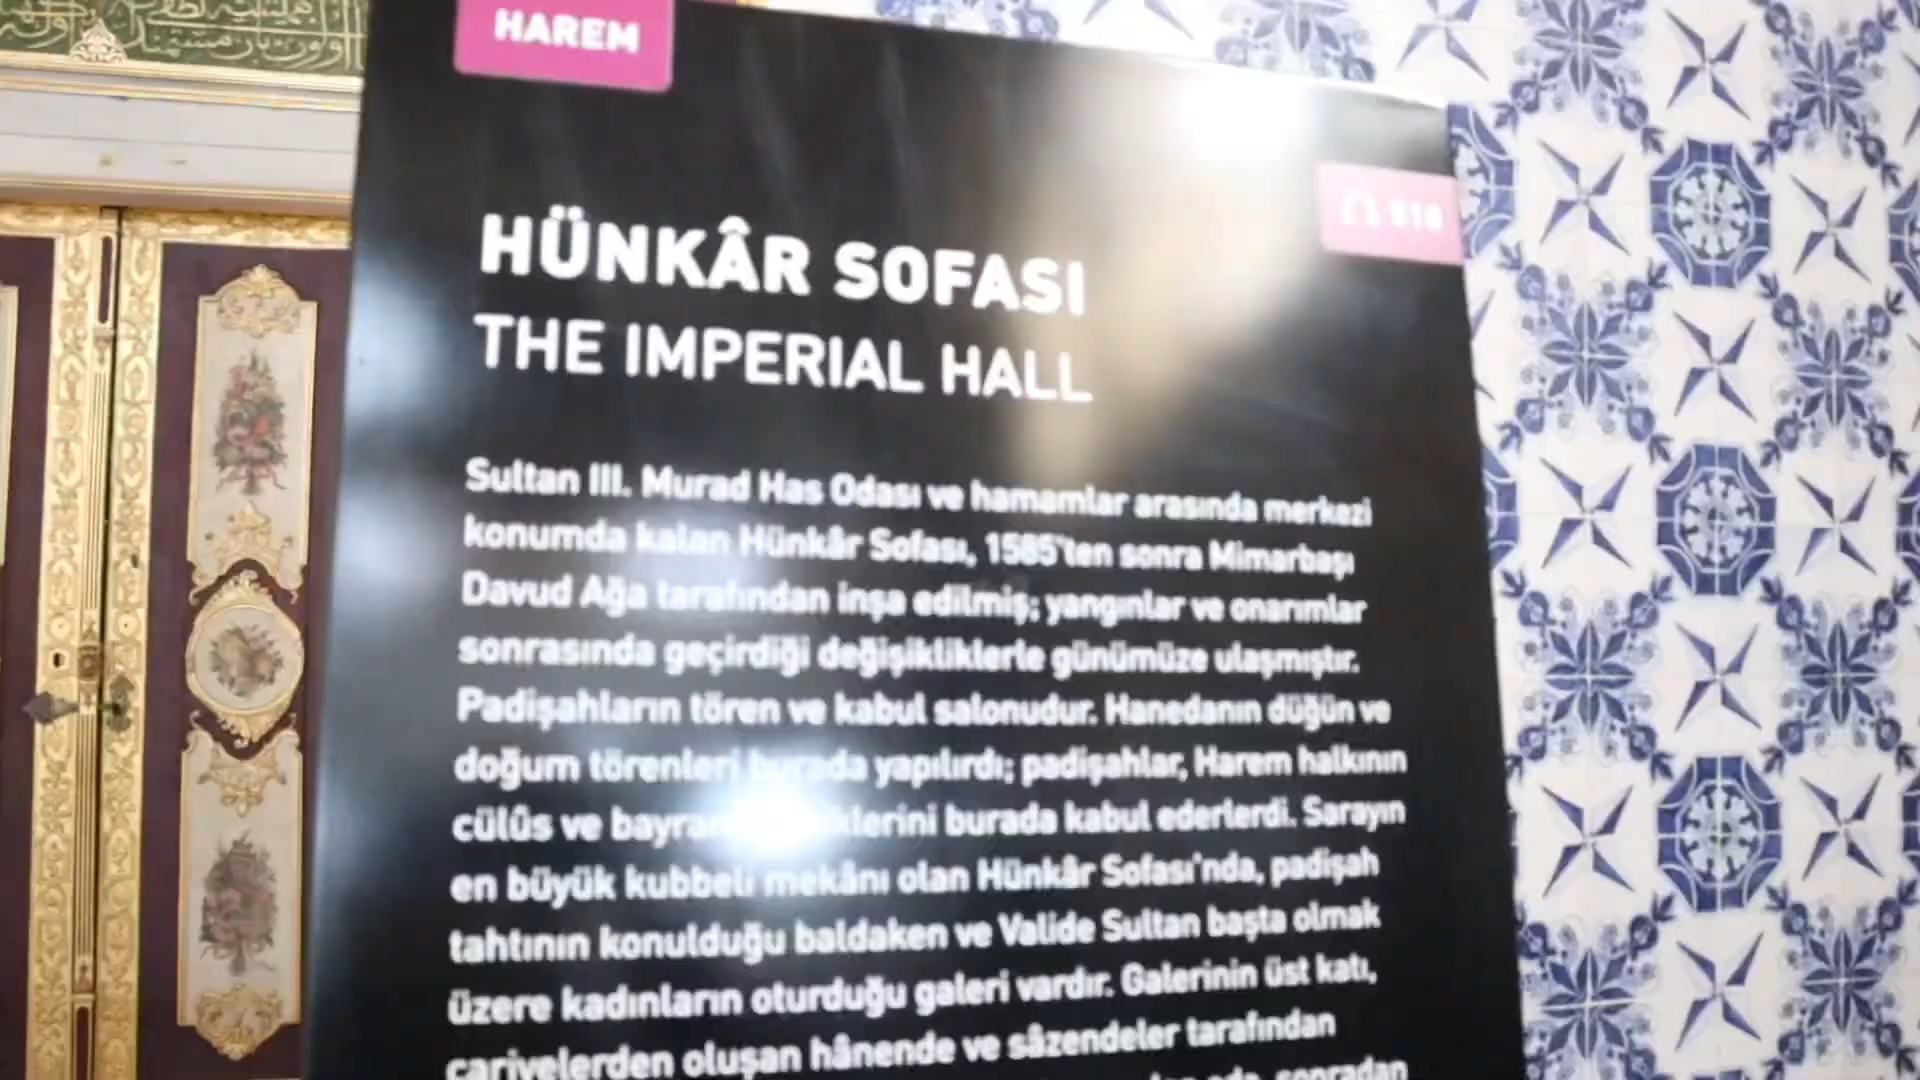 HAREM
HÜNKÂR SOFASI
THE IMPERIAL HALL
Sultan III. Murad Has Odası ve hamamlar arasında merkezi
konumda kalan Hünkâr Sofası, 1585'ten sonra Mimarbaşı
Davud Ağa tarafından inşa edilmiş; yangınlar ve onarımlar
sonrasında geçirdiği değişikliklerle günümüze ulaşmıştır.
Padişahların tören ve kabul salonudur. Hanedanın düğün ve
doğum törenleri burada yapılırdı; padişahlar, Harem halkının
cülûs ve burada kabul ederlerdi. Sarayın
en büyük kubbeli mekânı olan Hünkâr Sofası'nda, padişah
tahtının konulduğu baldaken ve Valide Sultan başta olmak
üzere kadınların oturduğu galeri vardır. Galerinin üst katı,
cariyelerden oluşan hânende ve sâzendeler tarafından
sonradan